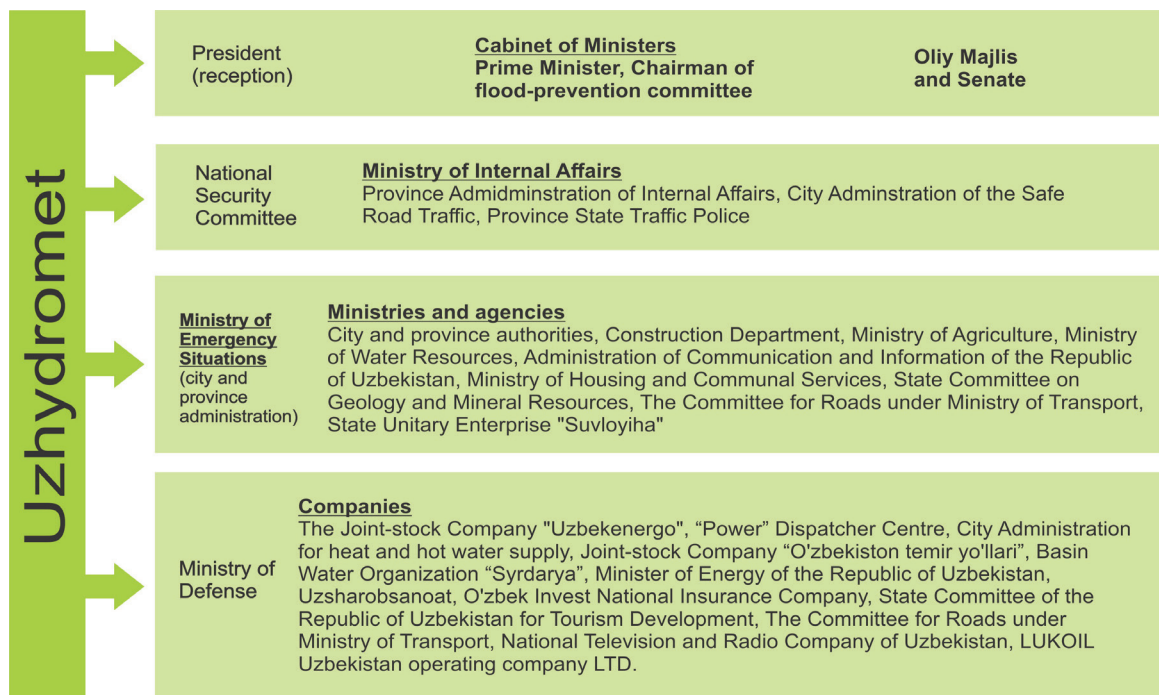 Uzhydromet
President
(reception)
Cabinet of Ministers
Prime Minister, Chairman of
flood-prevention committee
Oliy Majlis
and Senate
National
Security
Committee
Ministry of Internal Affairs
Province Admidminstration of Internal Affairs, City Adminstration of the Safe
Road Traffic, Province State Traffic Police
Ministry of
Emergency
Situations
(city and
province
administration)
Ministries and agencies
City and province authorities, Construction Department, Ministry of Agriculture, Ministry
of Water Resources, Administration of Communication and Information of the Republic
of Uzbekistan, Ministry of Housing and Communal Services, State Committee on
Geology and Mineral Resources, The Committee for Roads under Ministry of Transport,
State Unitary Enterprise "Suvloyiha"
Ministry of
Defense
Companies
The Joint-stock Company "Uzbekenergo", “Power” Dispatcher Centre, City Administration
for heat and hot water supply, Joint-stock Company “O'zbekiston temir yo'llari”, Basin
Water Organization “Syrdarya”, Minister of Energy of the Republic of Uzbekistan,
Uzsharobsanoat, O'zbek Invest National Insurance Company, State Committee of the
Republic of Uzbekistan for Tourism Development, The Committee for Roads under
Ministry of Transport, National Television and Radio Company of Uzbekistan, LUKOIL
Uzbekistan operating company LTD.